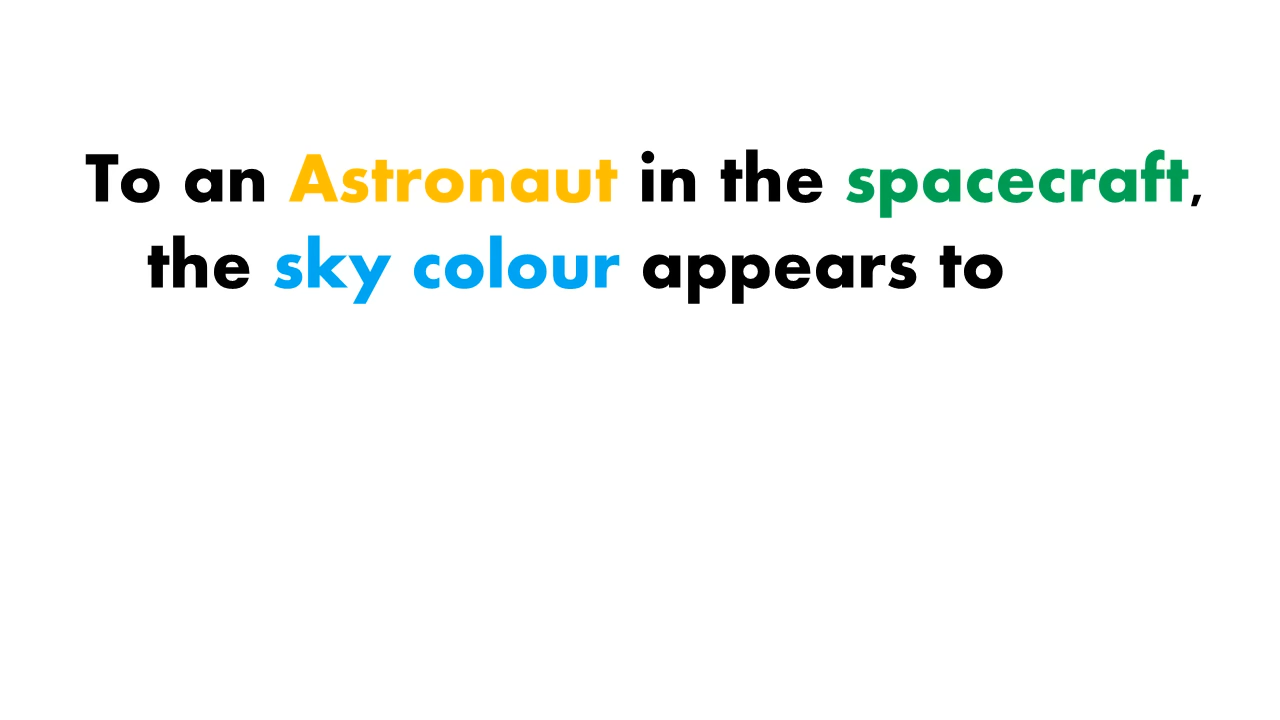 To an Astronaut in the spacecraft,
the sky colour appears to